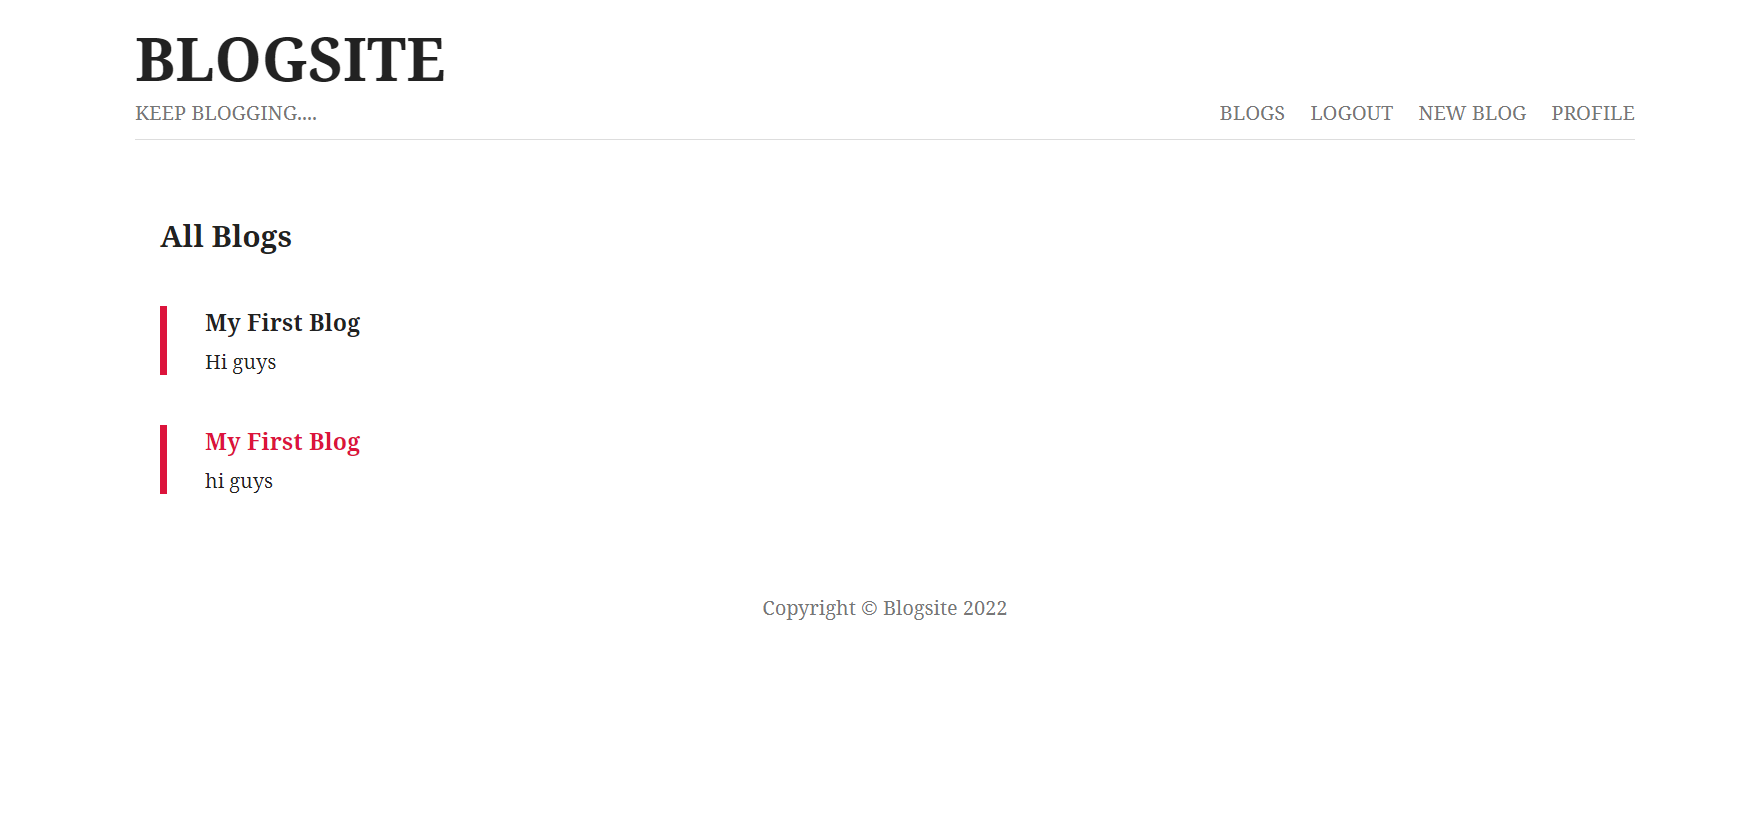 BLOGSITE
KEEP BLOGGING....
BLOGS LOGOUT NEW BLOG PROFILE
All Blogs
My First Blog
Hi guys
My First Blog
hi guys
Copyright © Blogsite 2022